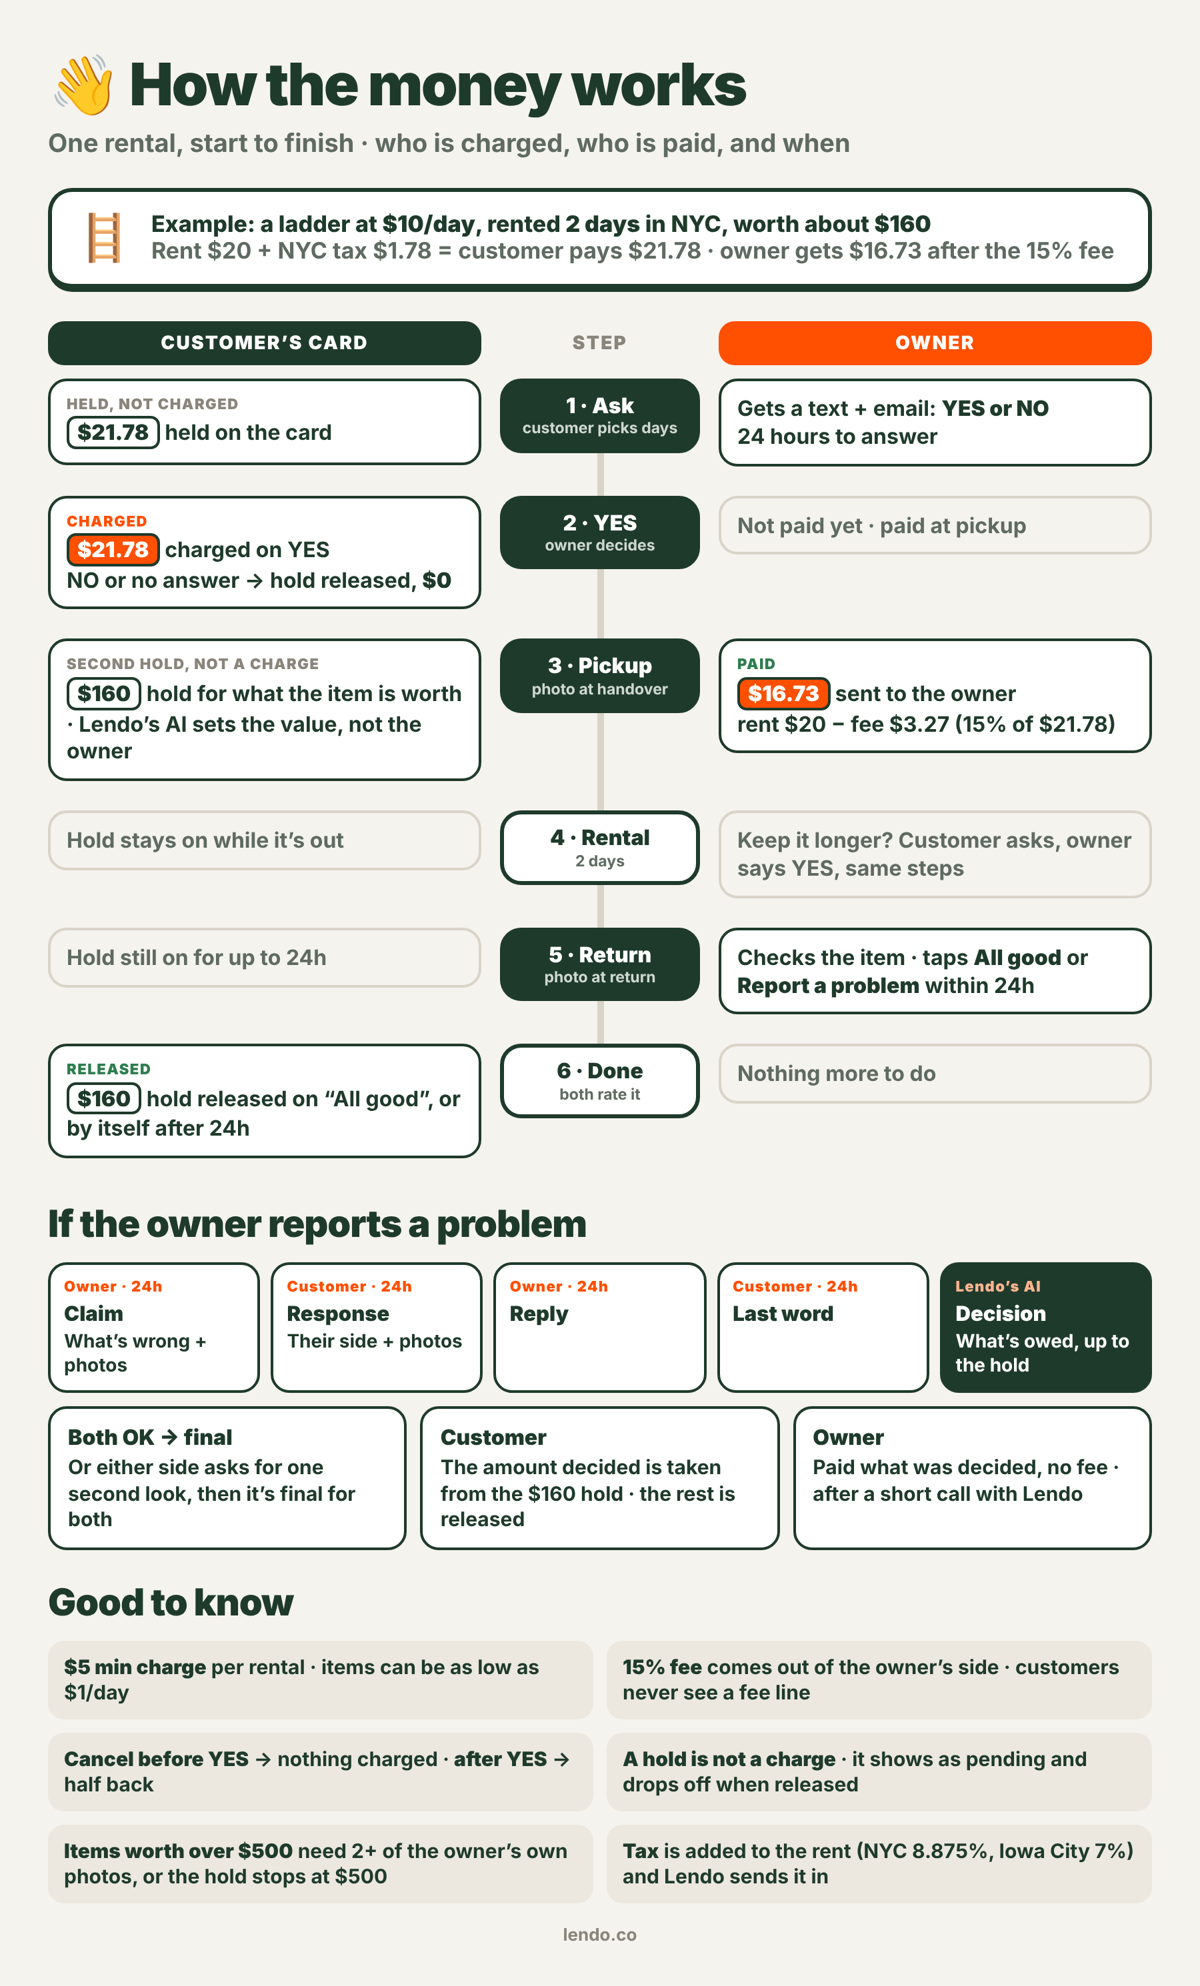 👋 How the money works
One rental, start to finish · who is charged, who is paid, and when
Example: a ladder at $10/day, rented 2 days in NYC, worth about $160
Rent $20 + NYC tax $1.78 = customer pays $21.78 · owner gets $16.73 after the 15% fee
CUSTOMER’S CARD
STEP
OWNER
HELD, NOT CHARGED
$21.78 held on the card
1 · Ask
customer picks days
Gets a text + email: YES or NO
24 hours to answer
CHARGED
$21.78 charged on YES
NO or no answer → hold released, $0
2 · YES
owner decides
Not paid yet · paid at pickup
SECOND HOLD, NOT A CHARGE
$160 hold for what the item is worth
· Lendo’s AI sets the value, not the
owner
3 · Pickup
photo at handover
PAID
$16.73 sent to the owner
rent $20 − fee $3.27 (15% of $21.78)
Hold stays on while it’s out
4 · Rental
2 days
Keep it longer? Customer asks, owner
says YES, same steps
Hold still on for up to 24h
5 · Return
photo at return
Checks the item · taps All good or
Report a problem within 24h
RELEASED
$160 hold released on “All good”, or
by itself after 24h
6 · Done
both rate it
Nothing more to do
If the owner reports a problem
Owner · 24h
Claim
What’s wrong +
photos
Customer · 24h
Response
Their side + photos
Owner · 24h
Reply
Customer · 24h
Last word
Lendo’s AI
Decision
What’s owed, up to
the hold
Both OK → final
Or either side asks for one
second look, then it’s final for
both
Customer
The amount decided is taken
from the $160 hold · the rest is
released
Owner
Paid what was decided, no fee ·
after a short call with Lendo
Good to know
$5 min charge per rental · items can be as low as
$1/day
15% fee comes out of the owner’s side · customers
never see a fee line
Cancel before YES → nothing charged · after YES →
half back
A hold is not a charge · it shows as pending and
drops off when released
Items worth over $500 need 2+ of the owner’s own
photos, or the hold stops at $500
Tax is added to the rent (NYC 8.875%, Iowa City 7%)
and Lendo sends it in
lendo.co